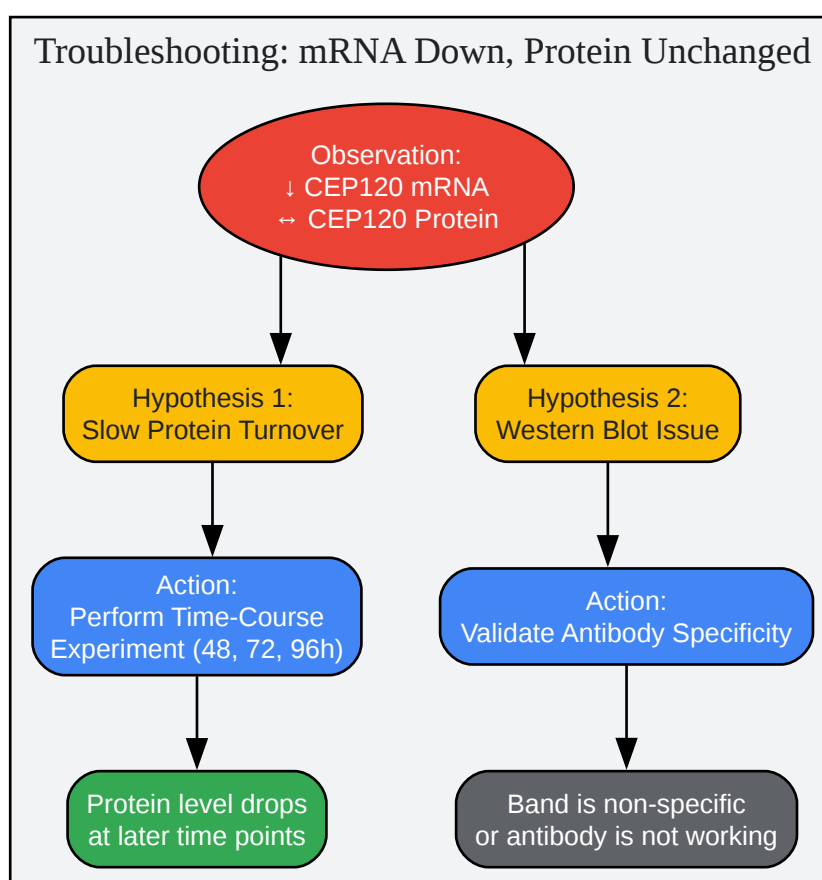 Troubleshooting: mRNA Down, Protein Unchanged
Observation:
↓ CEP120 mRNA
↔ CEP120 Protein
Hypothesis 1:
Slow Protein Turnover
Hypothesis 2:
Western Blot Issue
Action:
Perform Time-Course
Experiment (48, 72, 96h)
Action:
Validate Antibody Specificity
Protein level drops
at later time points
Band is non-specific
or antibody is not working